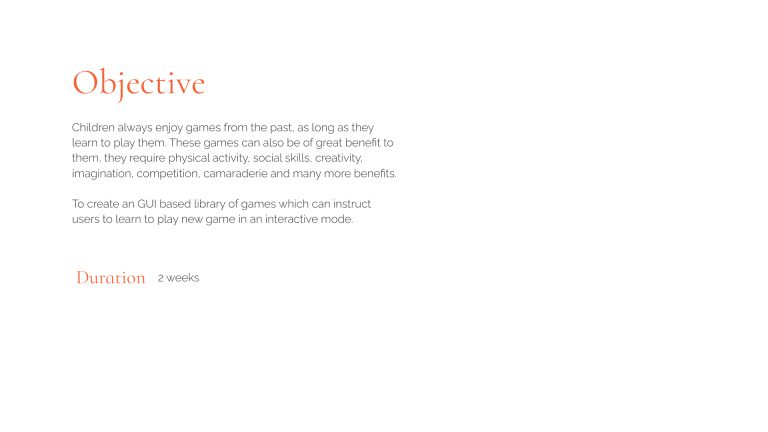 Objective
Children always enjoy games from the past, as long as they
learn to play them. These games can also be of great benefit to
them, they require physical activity, social skills, creativity,
imagination, competition, camaraderie and many more benefits.
To create an GUI based library of games which can instruct
users to learn to play new game in an interactive mode.
Duration 2 weeks